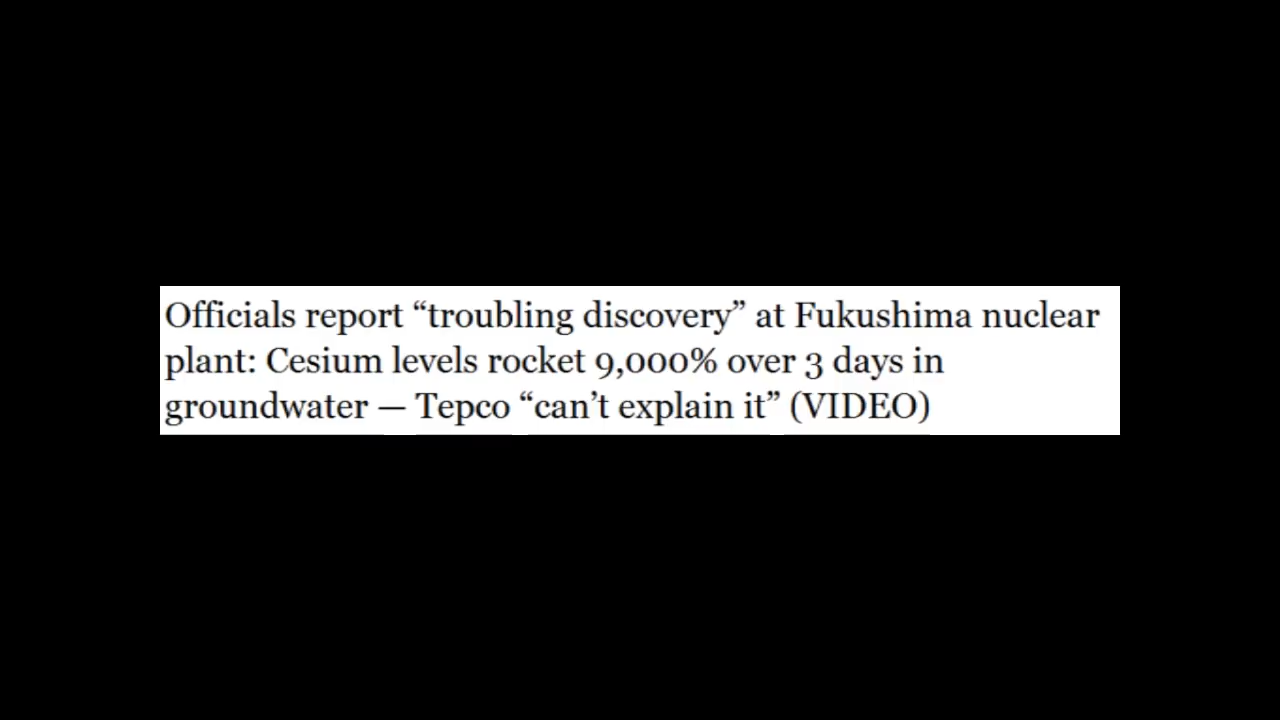 Officials report “troubling discovery” at Fukushima nuclear
plant: Cesium levels rocket 9,000% over 3 days in
groundwater — Tepco “can’t explain it” (VIDEO)